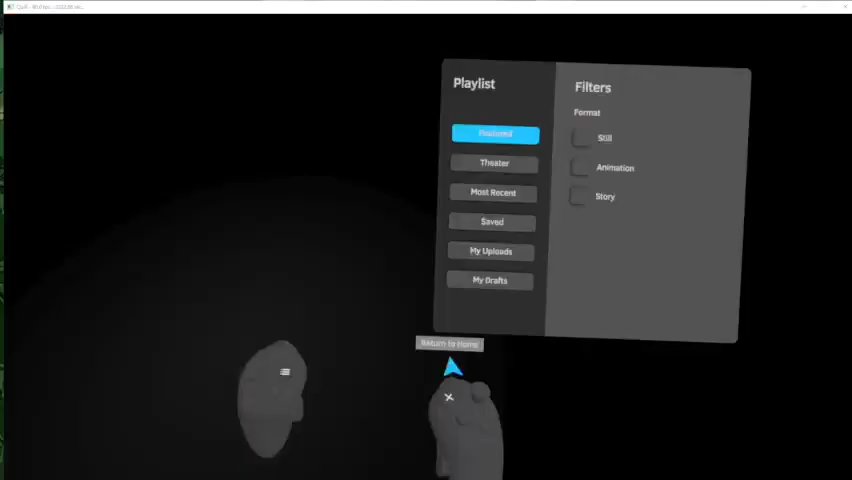 Playlist
Featured
Theater
Most Recent
Saved
My Uploads
My Drafts
Filters
Format
Still
Animation
Story
Return to Home